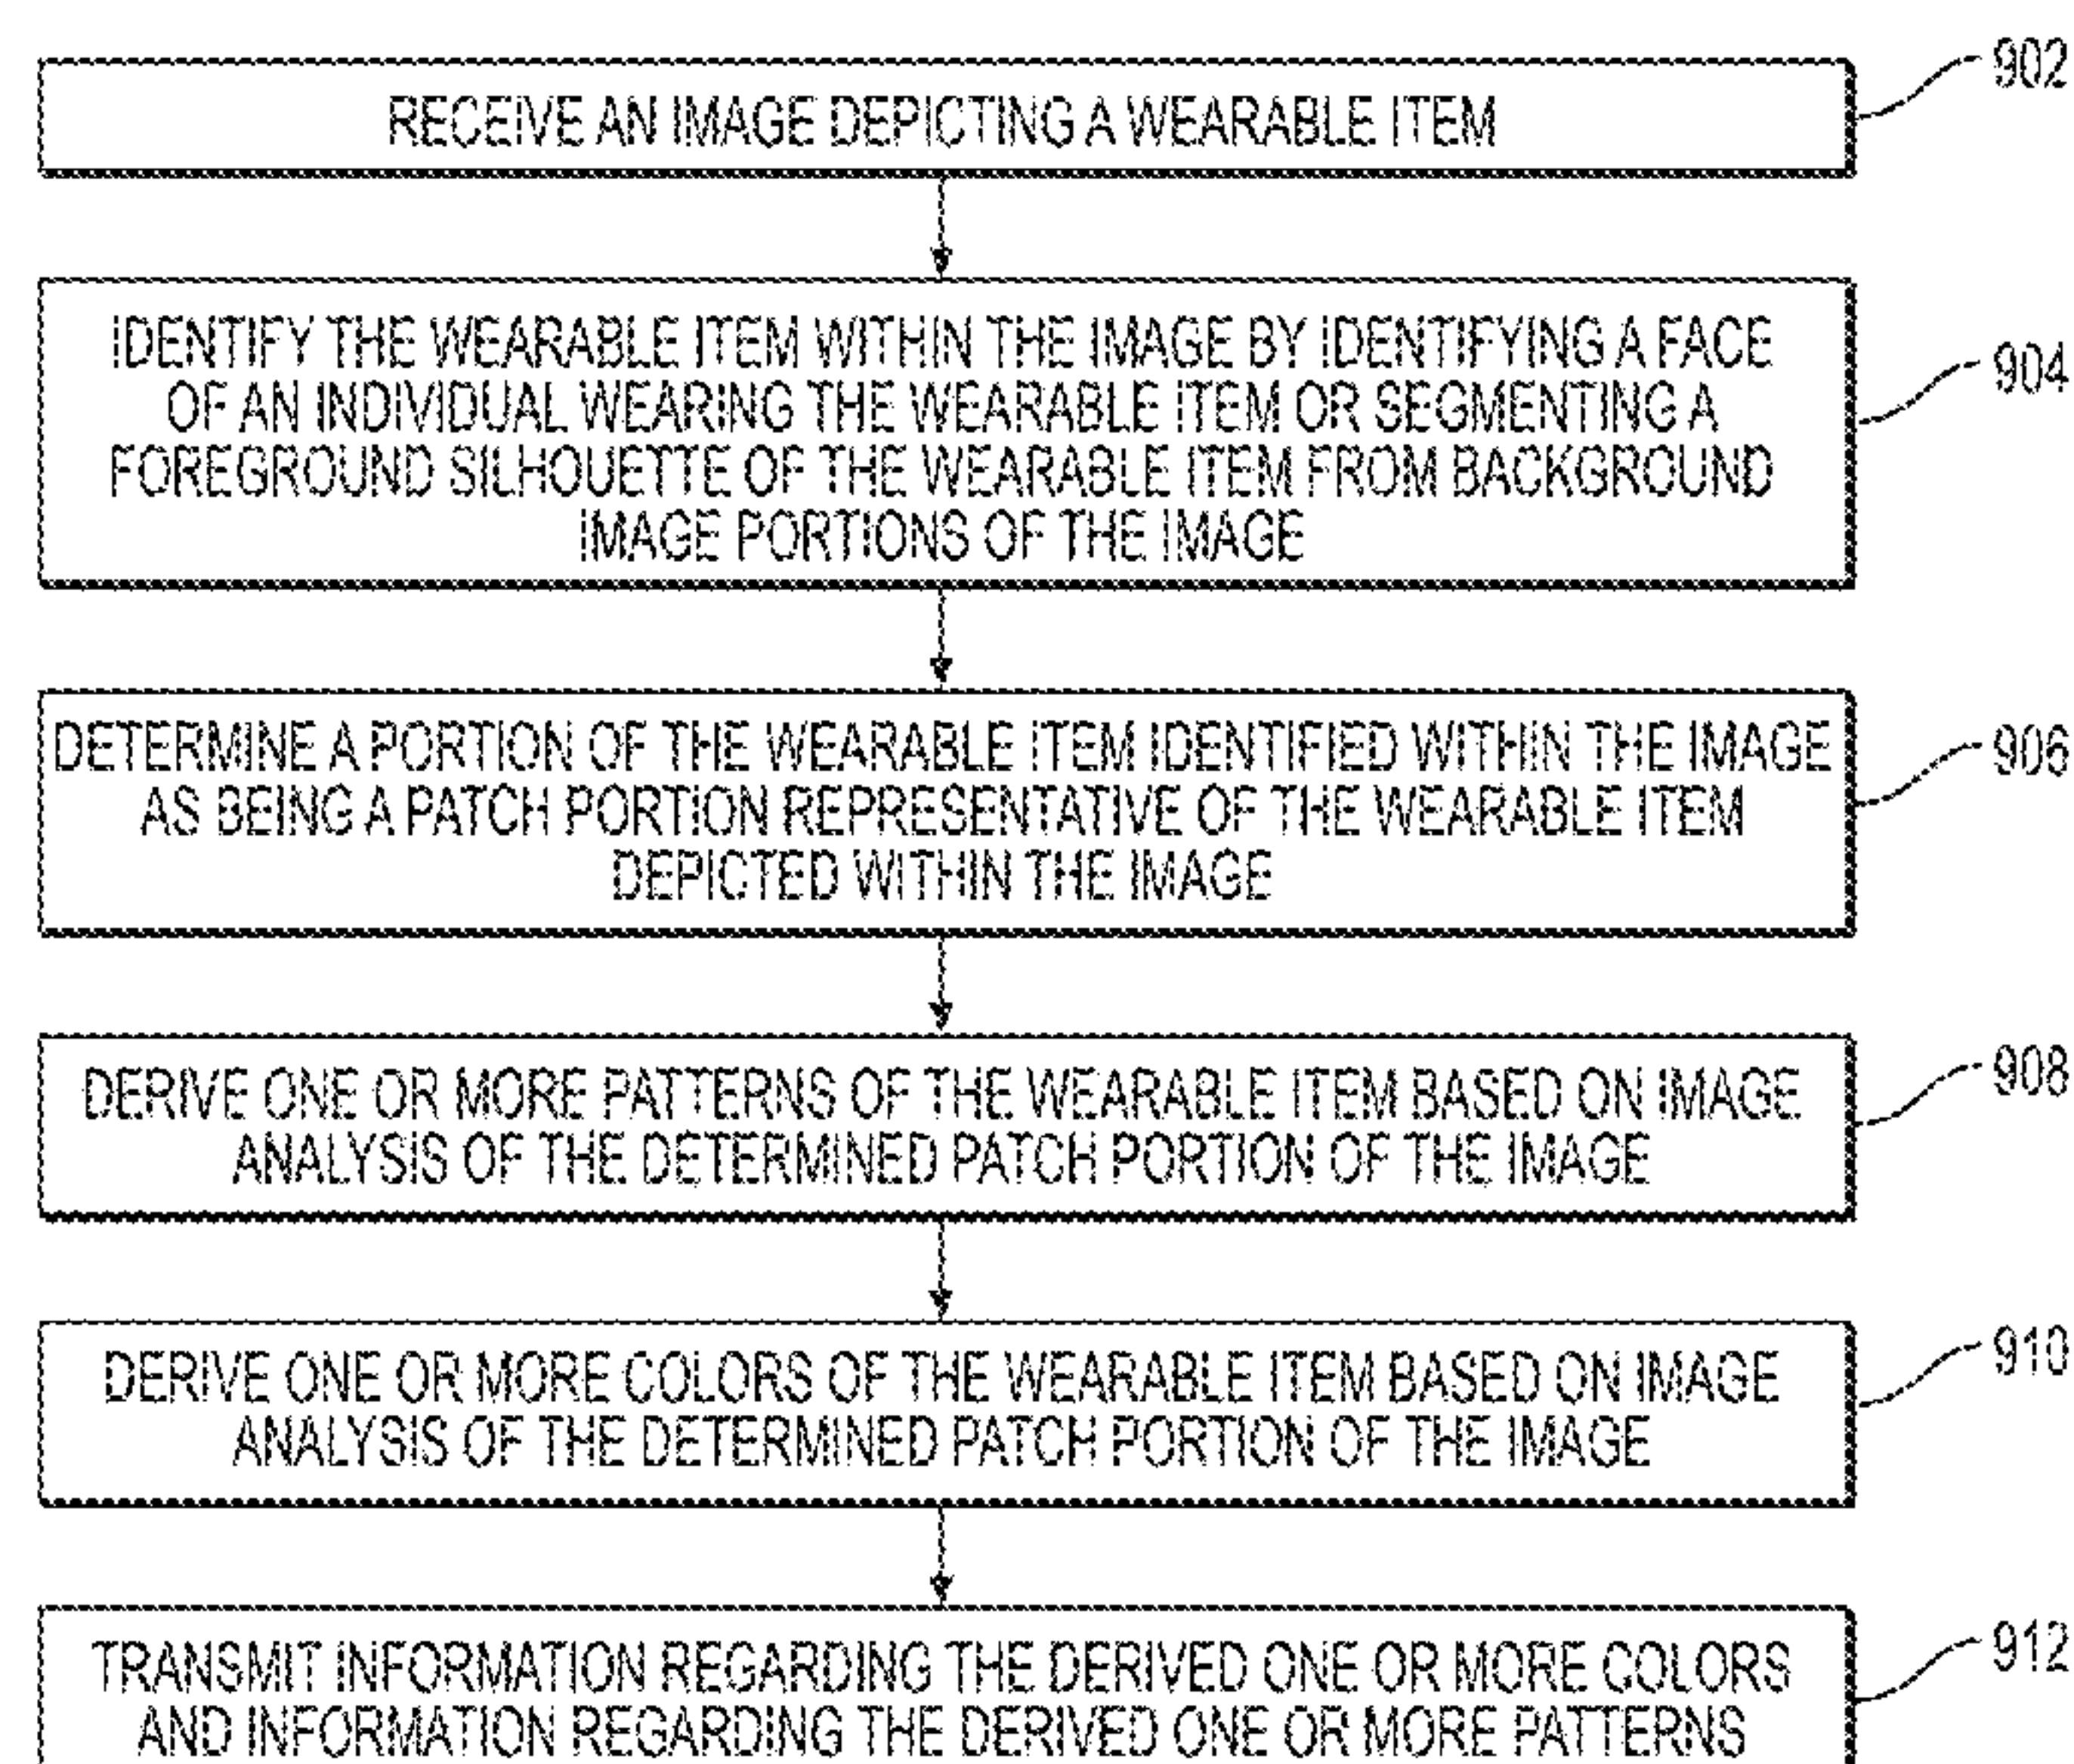 902
RECEIVE AN IMAGE DEPICTING A WEARABLE ITEM
904
IDENTIFY THE WEARABLE ITEM WITHIN THE IMAGE BY IDENTIFYING A FACE
OF AN INDIVIDUAL WEARING THE WEARABLE ITEM OR SEGMENTING A
FOREGROUND SILHOUETTE OF THE WEARABLE ITEM FROM BACKGROUND
IMAGE PORTIONS OF THE IMAGE
906
DETERMINE A PORTION OF THE WEARABLE ITEM IDENTIFIED WITHIN THE IMAGE
AS BEING A PATCH PORTION REPRESENTATIVE OF THE WEARABLE ITEM
DEPICTED WITHIN THE IMAGE
908
DERIVE ONE OR MORE PATTERNS OF THE WEARABLE ITEM BASED ON IMAGE
ANALYSIS OF THE DETERMINED PATCH PORTION OF THE IMAGE
910
DERIVE ONE OR MORE COLORS OF THE WEARABLE ITEM BASED ON IMAGE
ANALYSIS OF THE DETERMINED PATCH PORTION OF THE IMAGE
912
TRANSMIT INFORMATION REGARDING THE DERIVED ONE OR MORE COLORS
AND INFORMATION REGARDING THE DERIVED ONE OR MORE PATTERNS